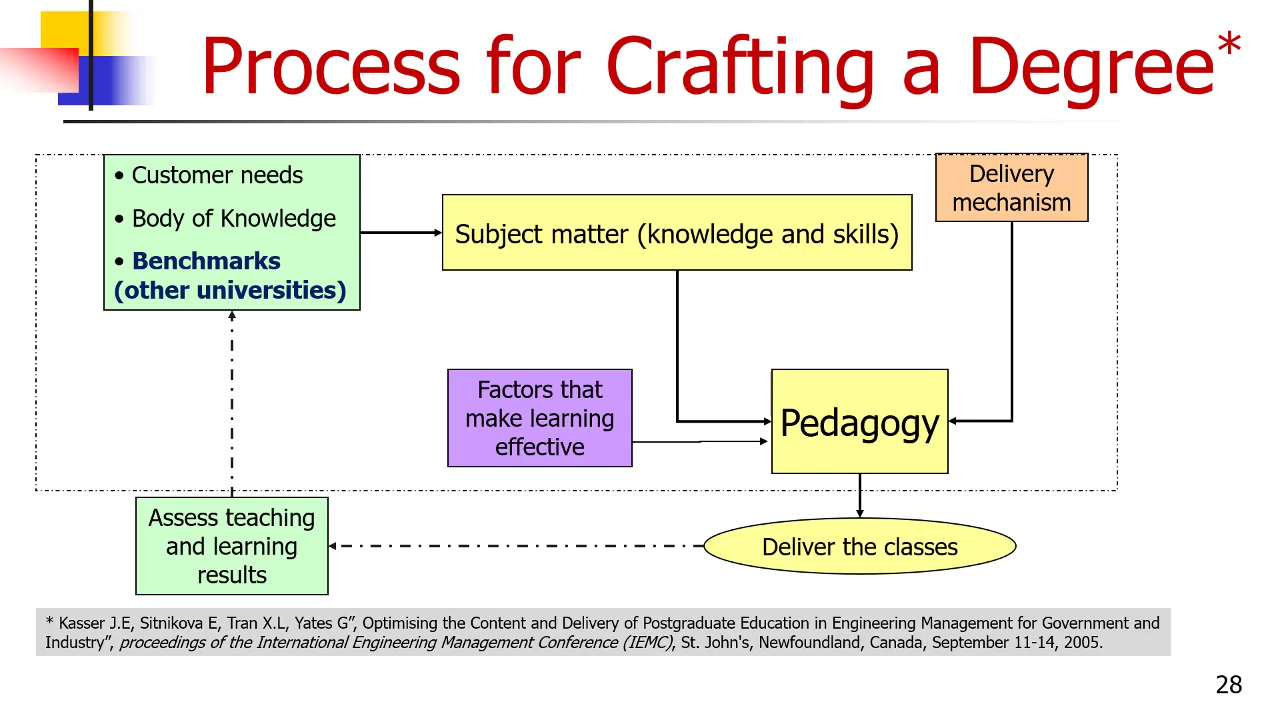 Process for Crafting a Degree*
• Customer needs
• Body of Knowledge
• Benchmarks
(other universities)
Subject matter (knowledge and skills)
Delivery
mechanism
Factors that
make learning
effective
Pedagogy
Assess teaching
and learning
results
Deliver the classes
* Kasser J.E, Sitnikova E, Tran X.L, Yates G”, Optimising the Content and Delivery of Postgraduate Education in Engineering Management for Government and
Industry”, proceedings of the International Engineering Management Conference (IEMC), St. John's, Newfoundland, Canada, September 11-14, 2005.
28